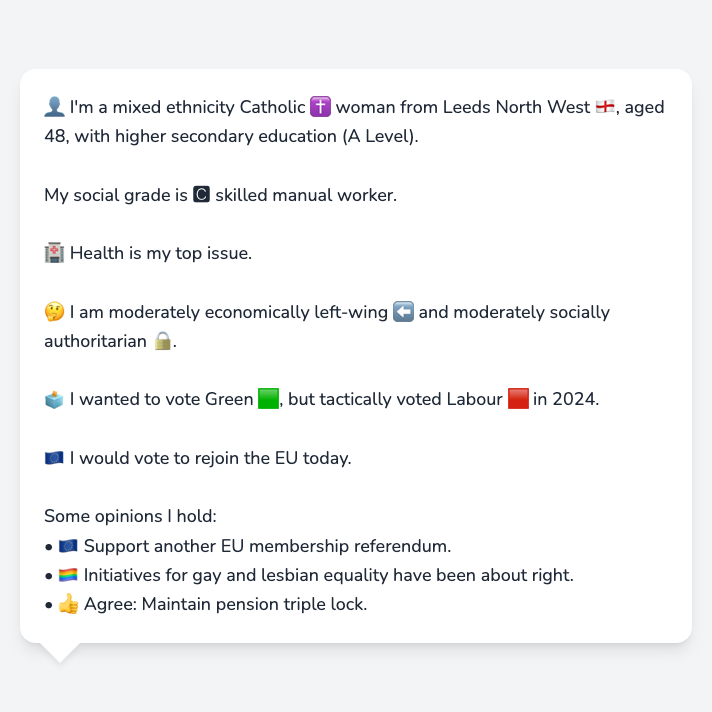 👤 I'm a mixed ethnicity Catholic ✝️ woman from Leeds North West 🏴󠁧󠁢󠁥󠁮󠁧󠁿, aged
48, with higher secondary education (A Level).
My social grade is 🅲 skilled manual worker.
🏥 Health is my top issue.
🤔 I am moderately economically left-wing ⬅️ and moderately socially
authoritarian 🔒.
🗳️ I wanted to vote Green 🟩, but tactically voted Labour 🟥 in 2024.
🇪🇺 I would vote to rejoin the EU today.
Some opinions I hold:
• 🇪🇺 Support another EU membership referendum.
• 🏳️‍🌈 Initiatives for gay and lesbian equality have been about right.
• 👍 Agree: Maintain pension triple lock.